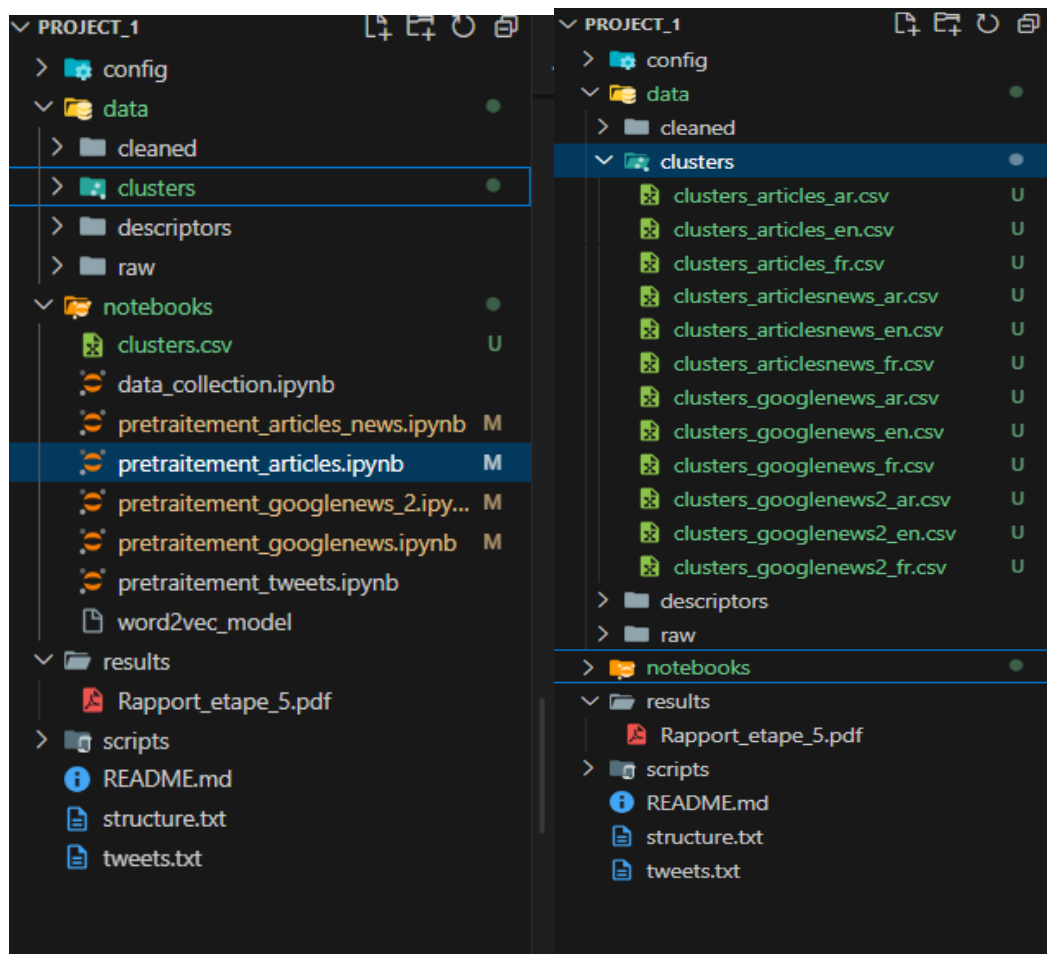 PROJECT_1
config
data
cleaned
clusters
descriptors
raw
notebooks
clusters.csv U
data_collection.ipynb
pretraitement_articles_news.ipynb M
pretraitement_articles.ipynb M
pretraitement_googlenews_2.ipy... M
pretraitement_googlenews.ipynb M
pretraitement_tweets.ipynb
word2vec_model
results
Rapport_etape_5.pdf
scripts
README.md
structure.txt
tweets.txt
PROJECT_1
config
data
cleaned
clusters
clusters_articles_ar.csv U
clusters_articles_en.csv U
clusters_articles_fr.csv U
clusters_articlesnews_ar.csv U
clusters_articlesnews_en.csv U
clusters_articlesnews_fr.csv U
clusters_googlenews_ar.csv U
clusters_googlenews_en.csv U
clusters_googlenews_fr.csv U
clusters_googlenews2_ar.csv U
clusters_googlenews2_en.csv U
clusters_googlenews2_fr.csv U
descriptors
raw
notebooks
results
Rapport_etape_5.pdf
scripts
README.md
structure.txt
tweets.txt